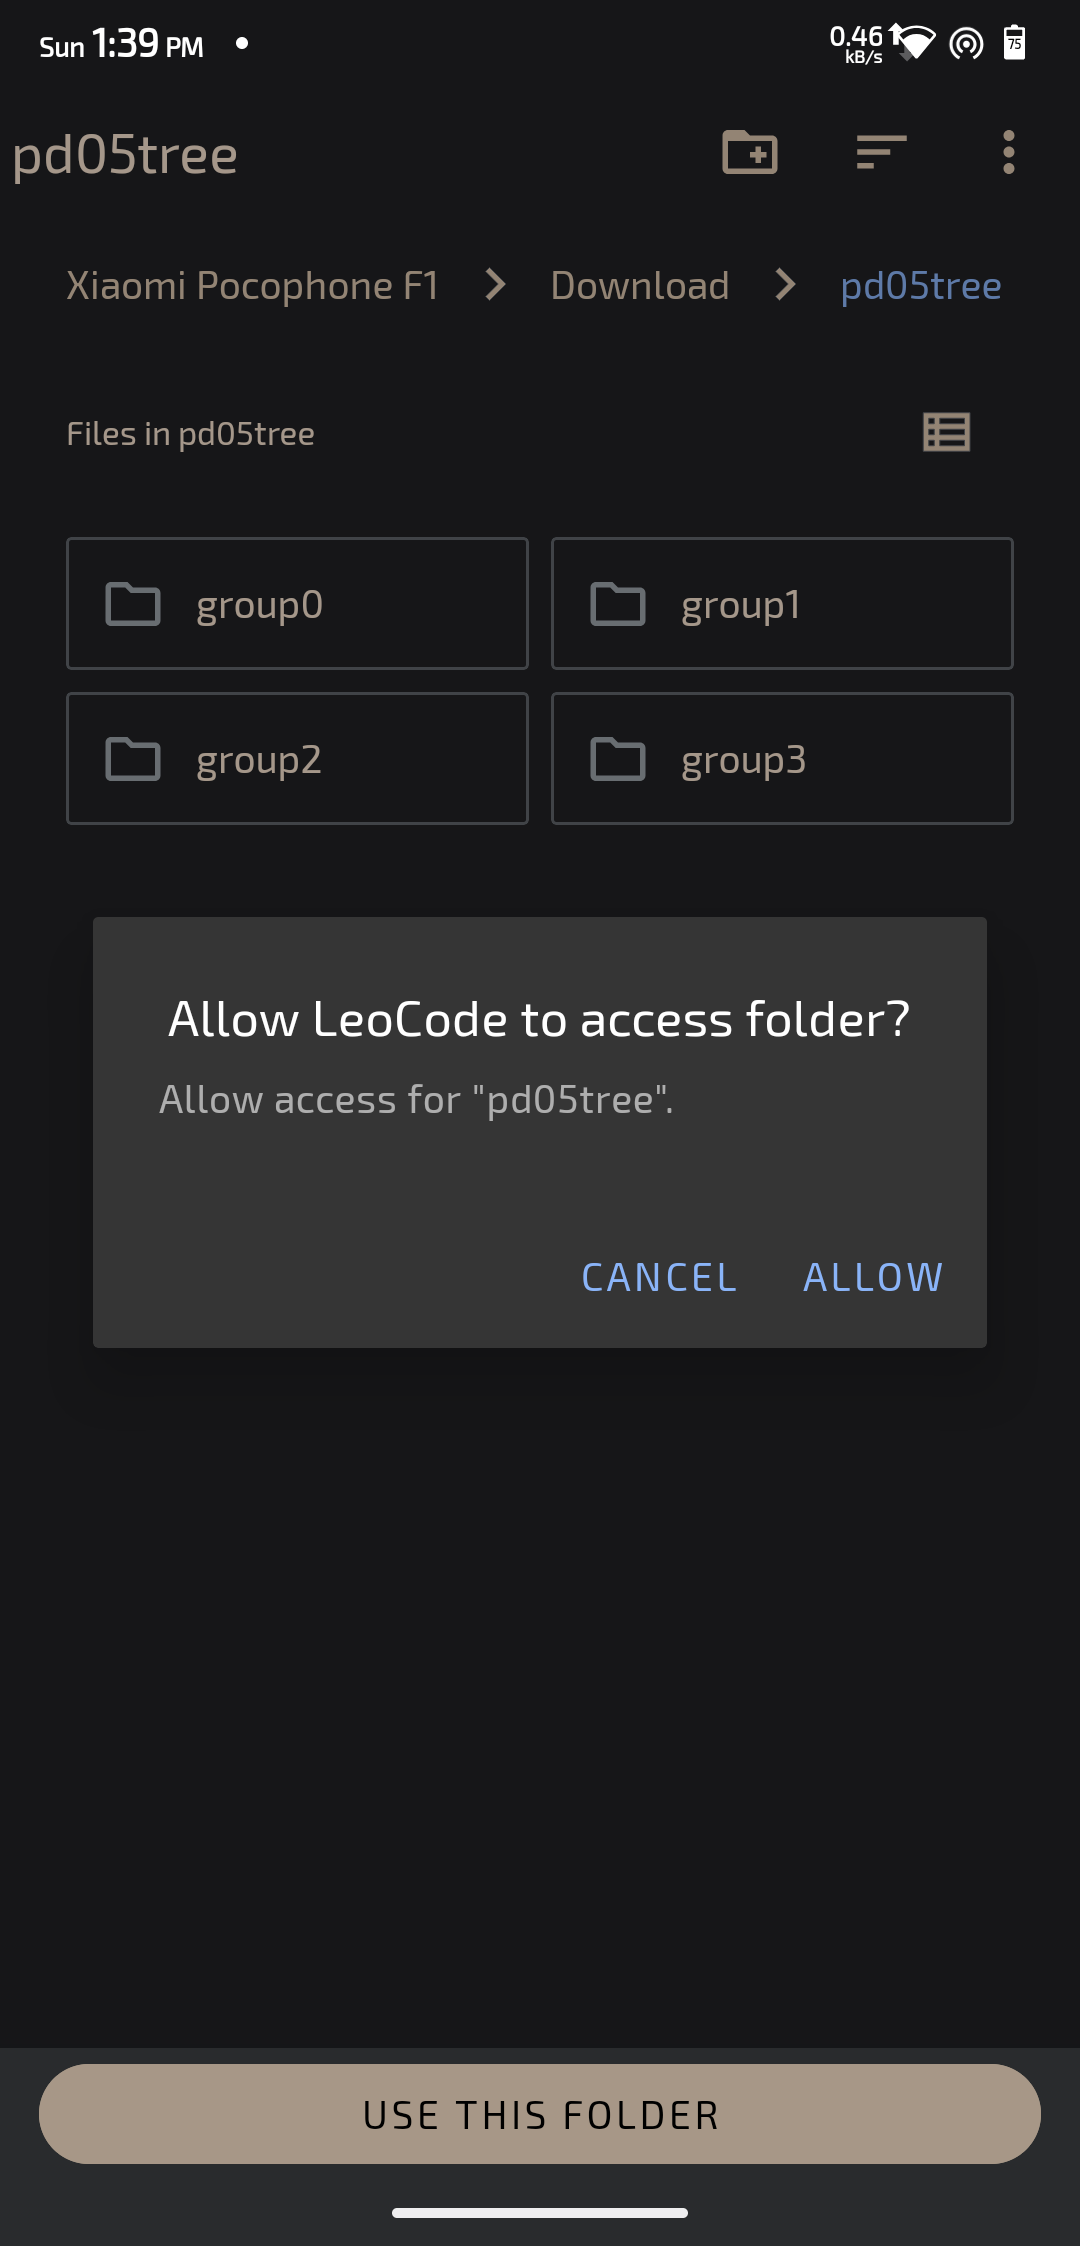 Sun 1:39 PM
0.46
kB/s
75
pd05tree
Xiaomi Pocophone F1
Download
pd05tree
Files in pd05tree
group0
group1
group2
group3
Allow LeoCode to access folder?
Allow access for "pd05tree".
CANCEL
ALLOW
USE THIS FOLDER